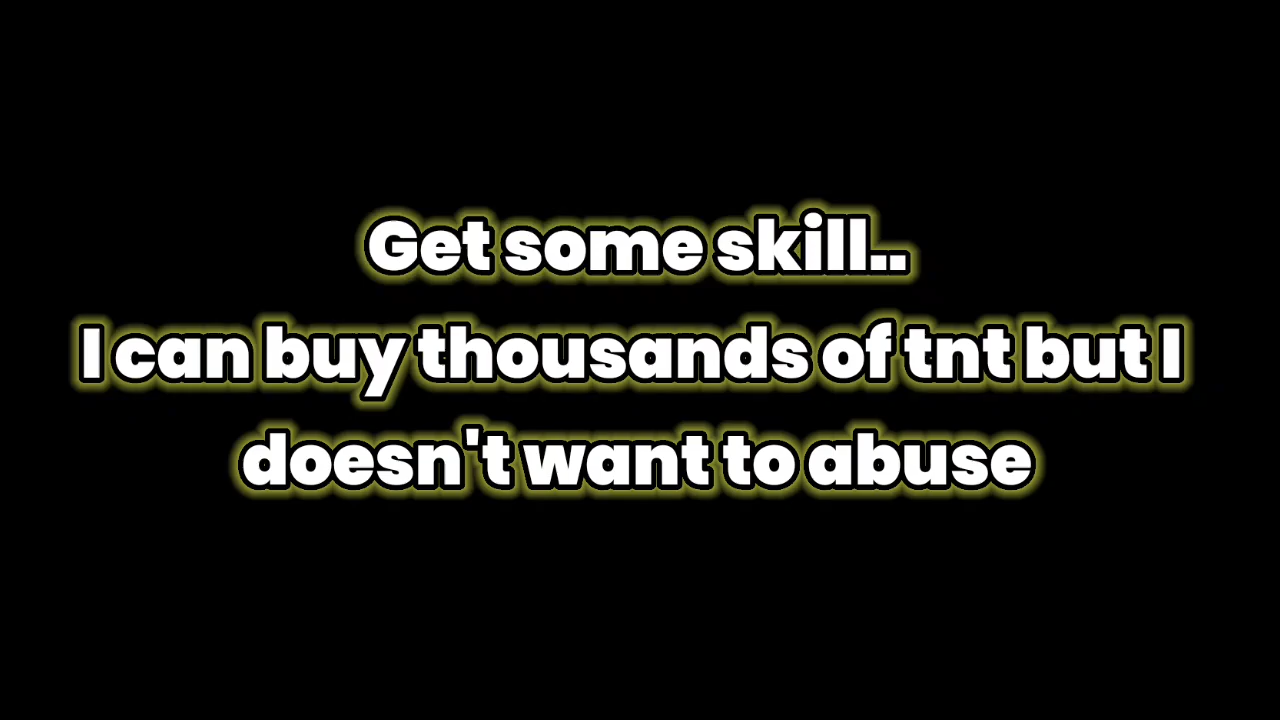 Get some skill..
I can buy thousands of tnt but I
doesn't want to abuse